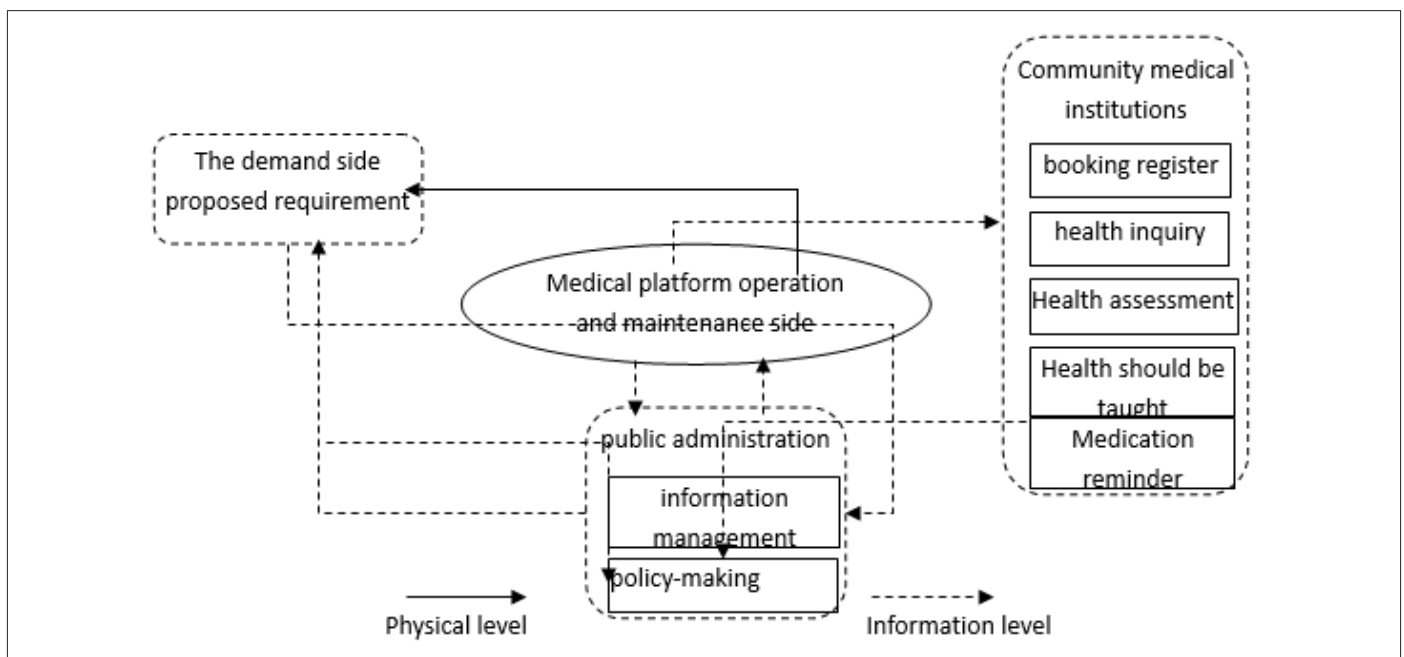 Community medical
institutions
booking register
health inquiry
Health assessment
Health should be
taught
Medication
reminder
The demand side
proposed requirement
Medical platform operation
and maintenance side
public administration
information
management
policy-making
Physical level
Information level